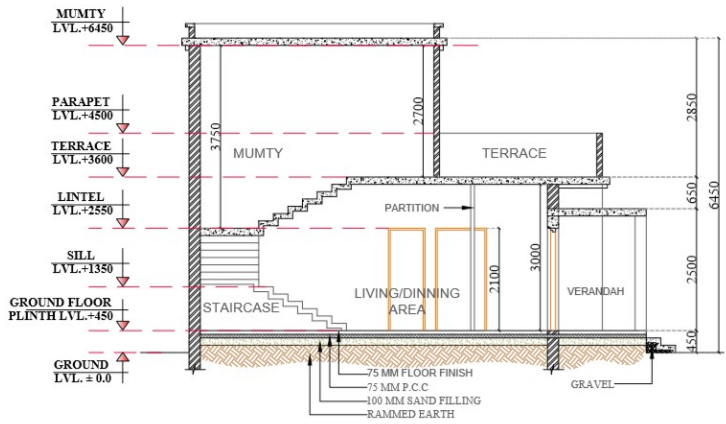 MUMTY
LVL.+6450
PARAPET
LVL.+4500
TERRACE
LVL.+3600
LINTEL
LVL.+2550
SILL
LVL.+1350
GROUND FLOOR
PLINTH LVL.+450
GROUND
LVL. ± 0.0
3750
2700
MUMTY
TERRACE
PARTITION
2100
3000
STAIRCASE
LIVING/DINNING
AREA
VERANDAH
2850
650
2500
450
6450
75 MM FLOOR FINISH
75 MM P.C.C
100 MM SAND FILLING
RAMMED EARTH
GRAVEL